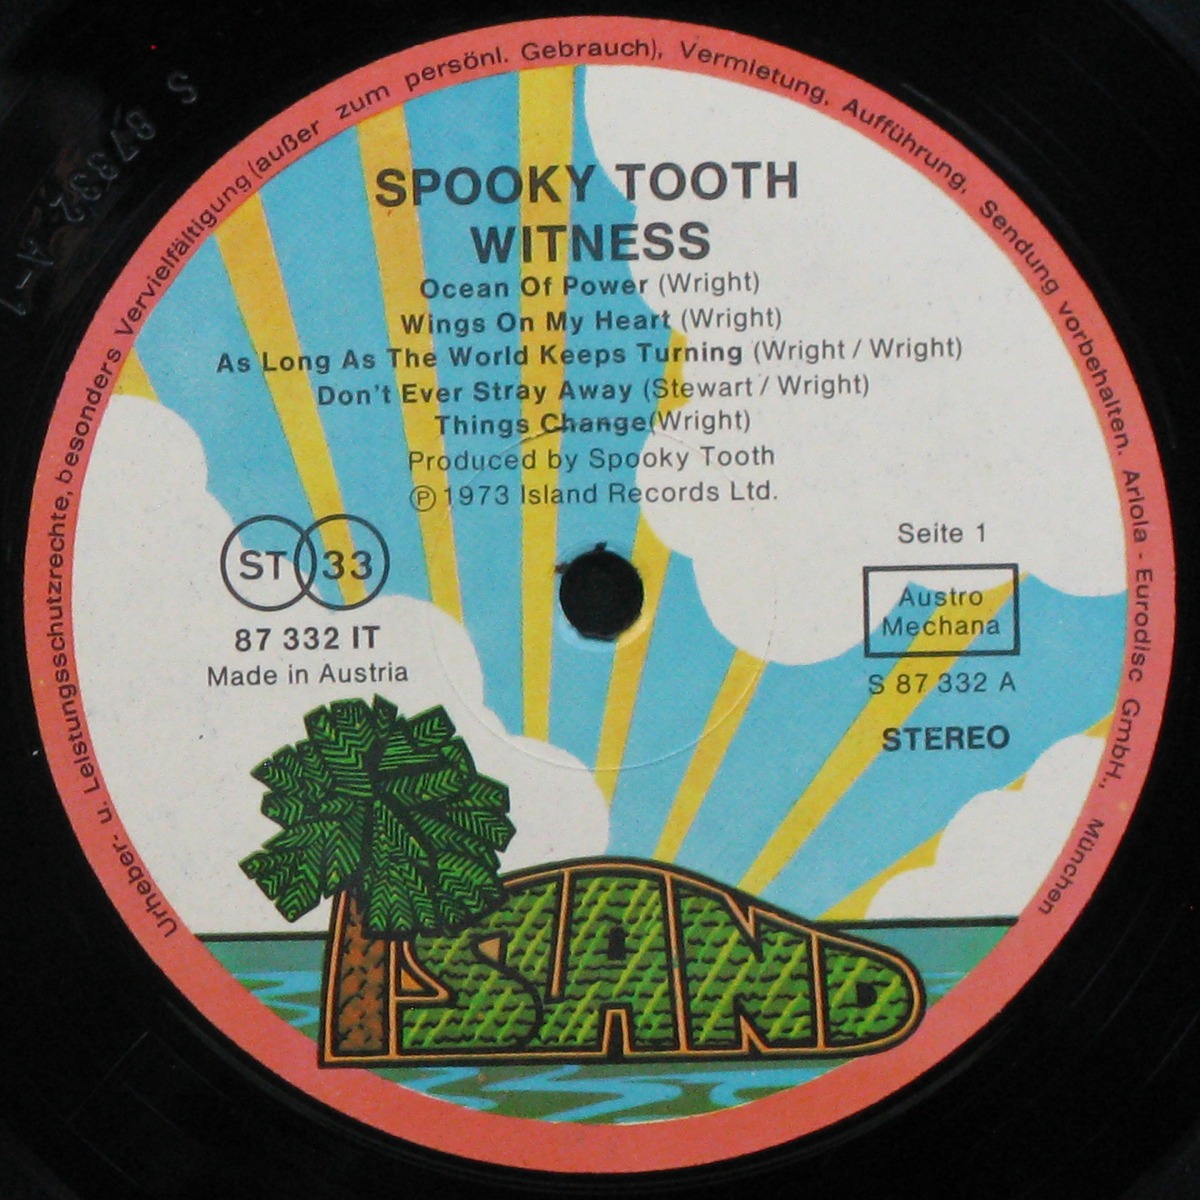 SPOOKY TOOTH
WITNESS
Ocean Of Power (Wright)
Wings On My Heart (Wright)
As Long As The World Keeps Turning (Wright / Wright)
Don't Ever Stray Away (Stewart / Wright)
Things Change(Wright)
Produced by Spooky Tooth
Ⓟ 1973 Island Records Ltd.
ST 33
87 332 IT
Made in Austria
Seite 1
Austro
Mechana
S 87 332 A
STEREO
ISLAND
Urheber- u. Leistungsschutzrechte, besonders Vervielfältigung (außer zum persönl. Gebrauch), Vermietung, Aufführung, Sendung vorbehalten. Ariola - Eurodisc GmbH., München
S 87332 A-1